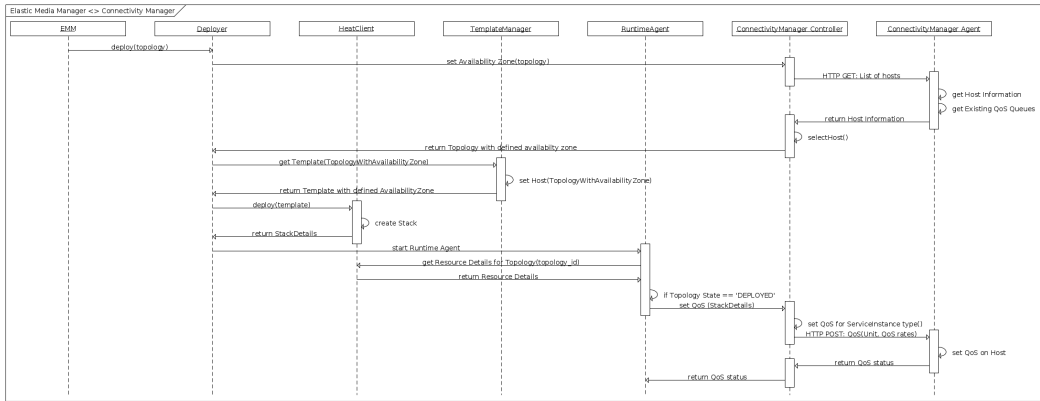 Elastic Media Manager <> Connectivity Manager
EMM
Deployer
HeatClient
TemplateManager
RuntimeAgent
ConnectivityManager Controller
ConnectivityManager Agent
deploy(topology)
set Availability Zone(topology)
HTTP GET: List of hosts
get Host Information
get Existing QoS Queues
return Host information
selectHost()
return Topology with defined availabilty zone
get Template(TopologyWithAvailabilityZone)
set Host(TopologyWithAvailabilityZone)
return Template with defined AvailabilityZone
deploy(template)
create Stack
return StackDetails
start Runtime Agent
get Resource Details for Topology(topology_id)
return Resource Details
if Topology State == 'DEPLOYED'
set QoS (StackDetails)
set QoS for ServiceInstance type()
HTTP POST: QoS(Unit, QoS rates)
set QoS on Host
return QoS status
return QoS status